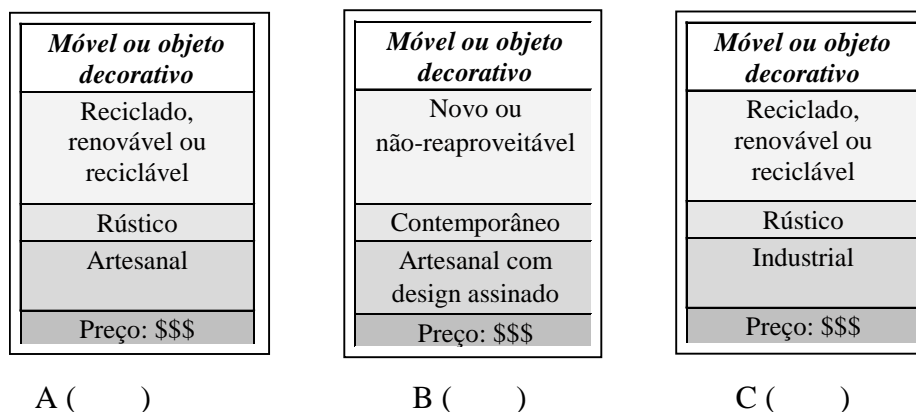 Móvel ou objeto
decorativo
Reciclado,
renovável ou
reciclável
Rústico
Artesanal
Preço: $$$
A (        )
Móvel ou objeto
decorativo
Novo ou
não-reaproveitável
Contemporâneo
Artesanal com
design assinado
Preço: $$$
B (        )
Móvel ou objeto
decorativo
Reciclado,
renovável ou
reciclável
Rústico
Industrial
Preço: $$$
C (        )